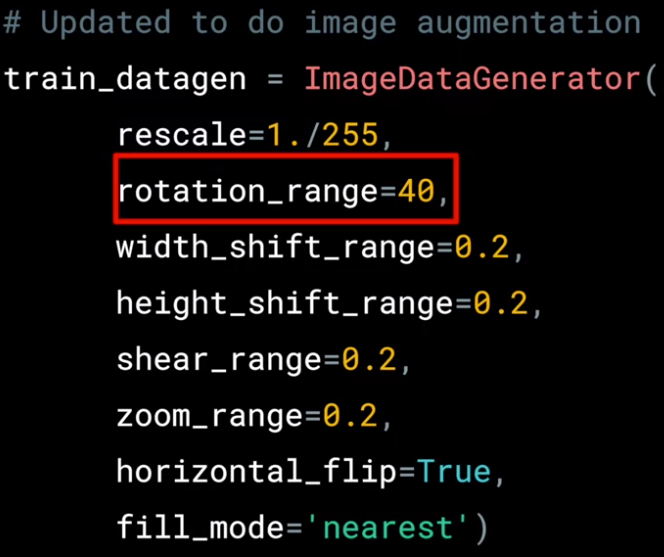 # Updated to do image augmentation
train_datagen = ImageDataGenerator(
rescale=1./255,
rotation_range=40,
width_shift_range=0.2,
height_shift_range=0.2,
shear_range=0.2,
zoom_range=0.2,
horizontal_flip=True,
fill_mode='nearest')